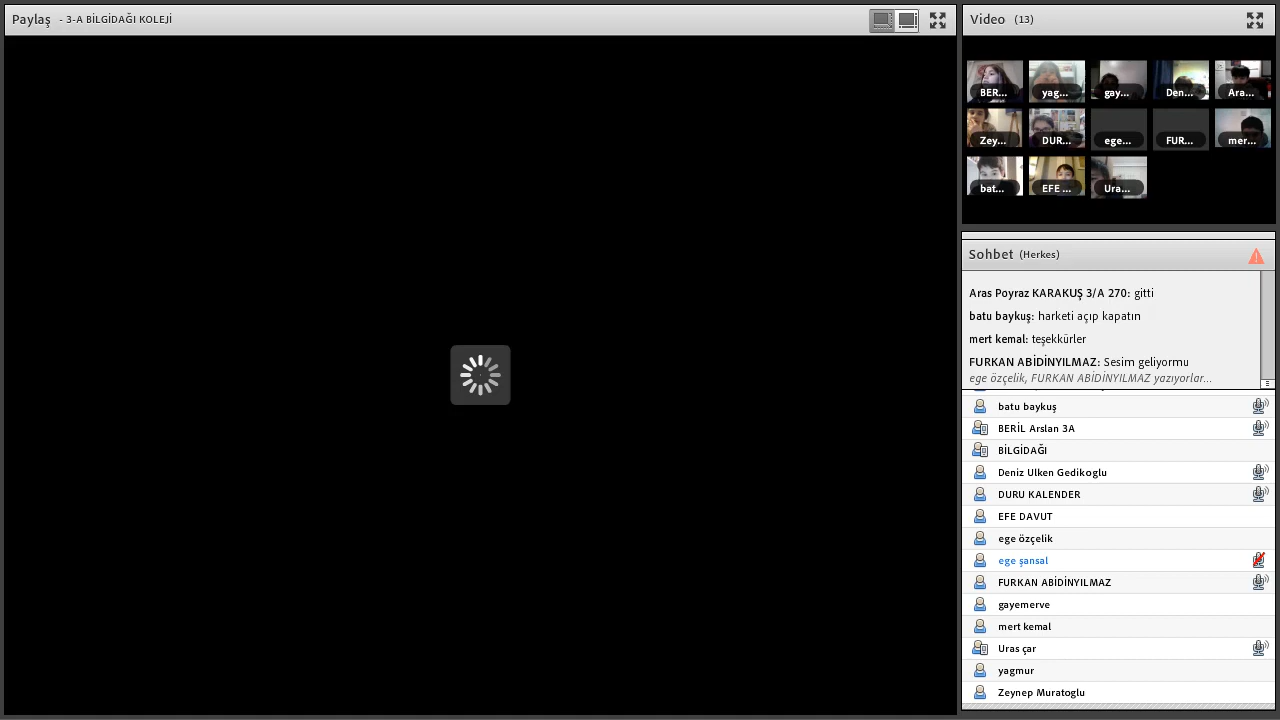 Paylaş - 3-A BİLGİDAĞI KOLEJİ
Video (13)
BER... yag... gay... Den... Ara...
Zey... DUR... ege... FUR... mer...
bat... EFE ... Ura...
Sohbet (Herkes)
Aras Poyraz KARAKUŞ 3/A 270: gitti
batu baykuş: harketi açıp kapatın
mert kemal: teşekkürler
FURKAN ABİDİNYILMAZ: Sesim geliyormu
ege özçelik, FURKAN ABİDİNYILMAZ yazıyorlar...
batu baykuş
BERİL Arslan 3A
BİLGİDAĞI
Deniz Ulken Gedikoglu
DURU KALENDER
EFE DAVUT
ege özçelik
ege şansal
FURKAN ABİDİNYILMAZ
gayemerve
mert kemal
Uras çar
yagmur
Zeynep Muratoglu